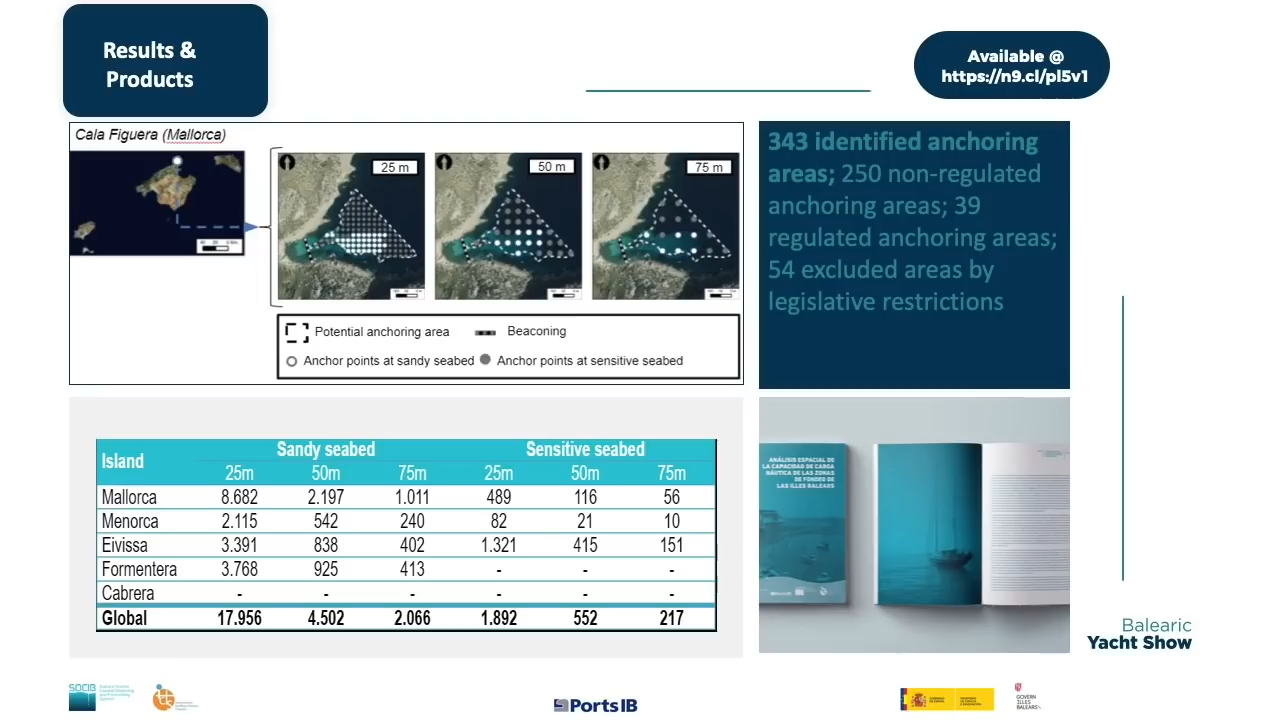 Results &
Products
Available @
https://n9.cl/pl5v1
Cala Figuera (Mallorca)
25 m
50 m
75 m
Potential anchoring area
Beaconing
Anchor points at sandy seabed
Anchor points at sensitive seabed
343 identified anchoring
areas; 250 non-regulated
anchoring areas; 39
regulated anchoring areas;
54 excluded areas by
legislative restrictions
Island Sandy seabed Sensitive seabed
25m 50m 75m 25m 50m 75m
Mallorca 8.682 2.197 1.011 489 116 56
Menorca 2.115 542 240 82 21 10
Eivissa 3.391 838 402 1.321 415 151
Formentera 3.768 925 413 - - -
Cabrera - - - - - -
Global 17.956 4.502 2.066 1.892 552 217
ANÁLISIS ESPACIAL DE
LA CAPACIDAD DE CARGA
NÁUTICA DE LAS ZONAS
DE FONDEO DE
LAS ILLES BALEARS
Balearic
Yacht Show
SOCIB
PortsIB
GOVERN
ILLES
BALEARS